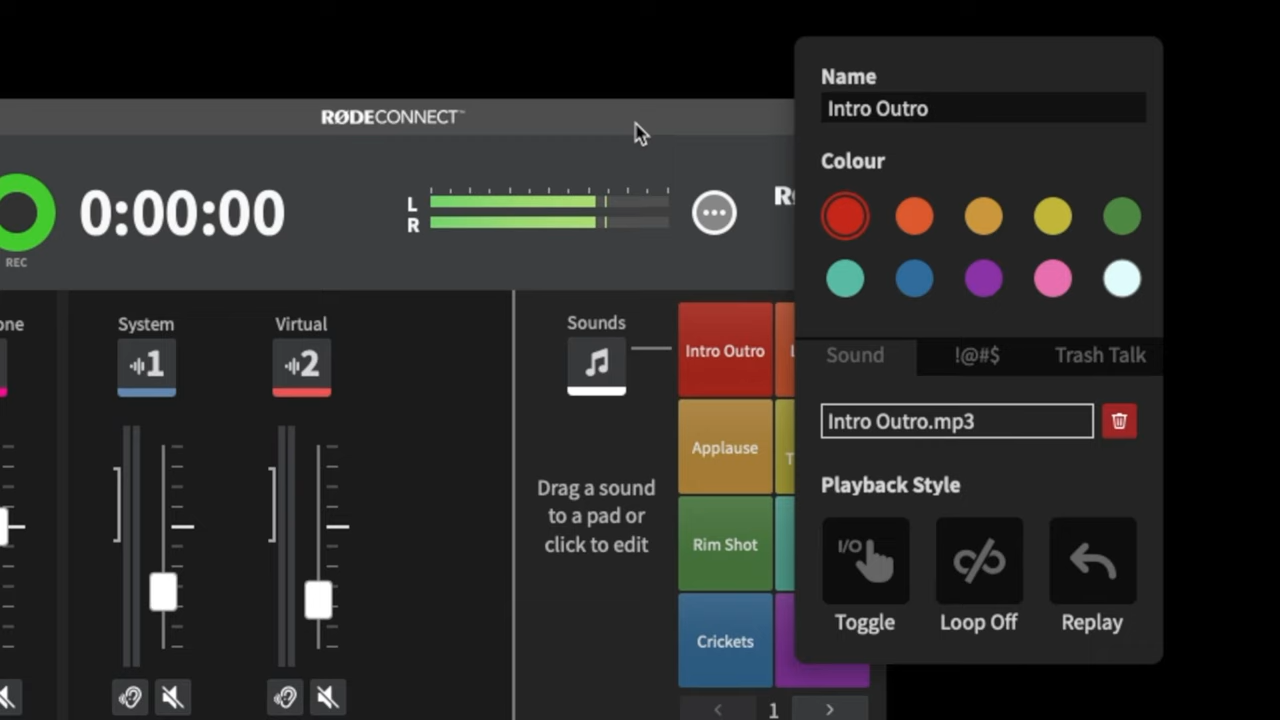 RØDECONNECT™
0:00:00
REC
L
R
System
1
Virtual
2
Sounds
Drag a sound
to a pad or
click to edit
Intro Outro
Applause
Rim Shot
Crickets
1
Name
Intro Outro
Colour
Sound !@#$ Trash Talk
Intro Outro.mp3
Playback Style
I/O
Toggle Loop Off Replay